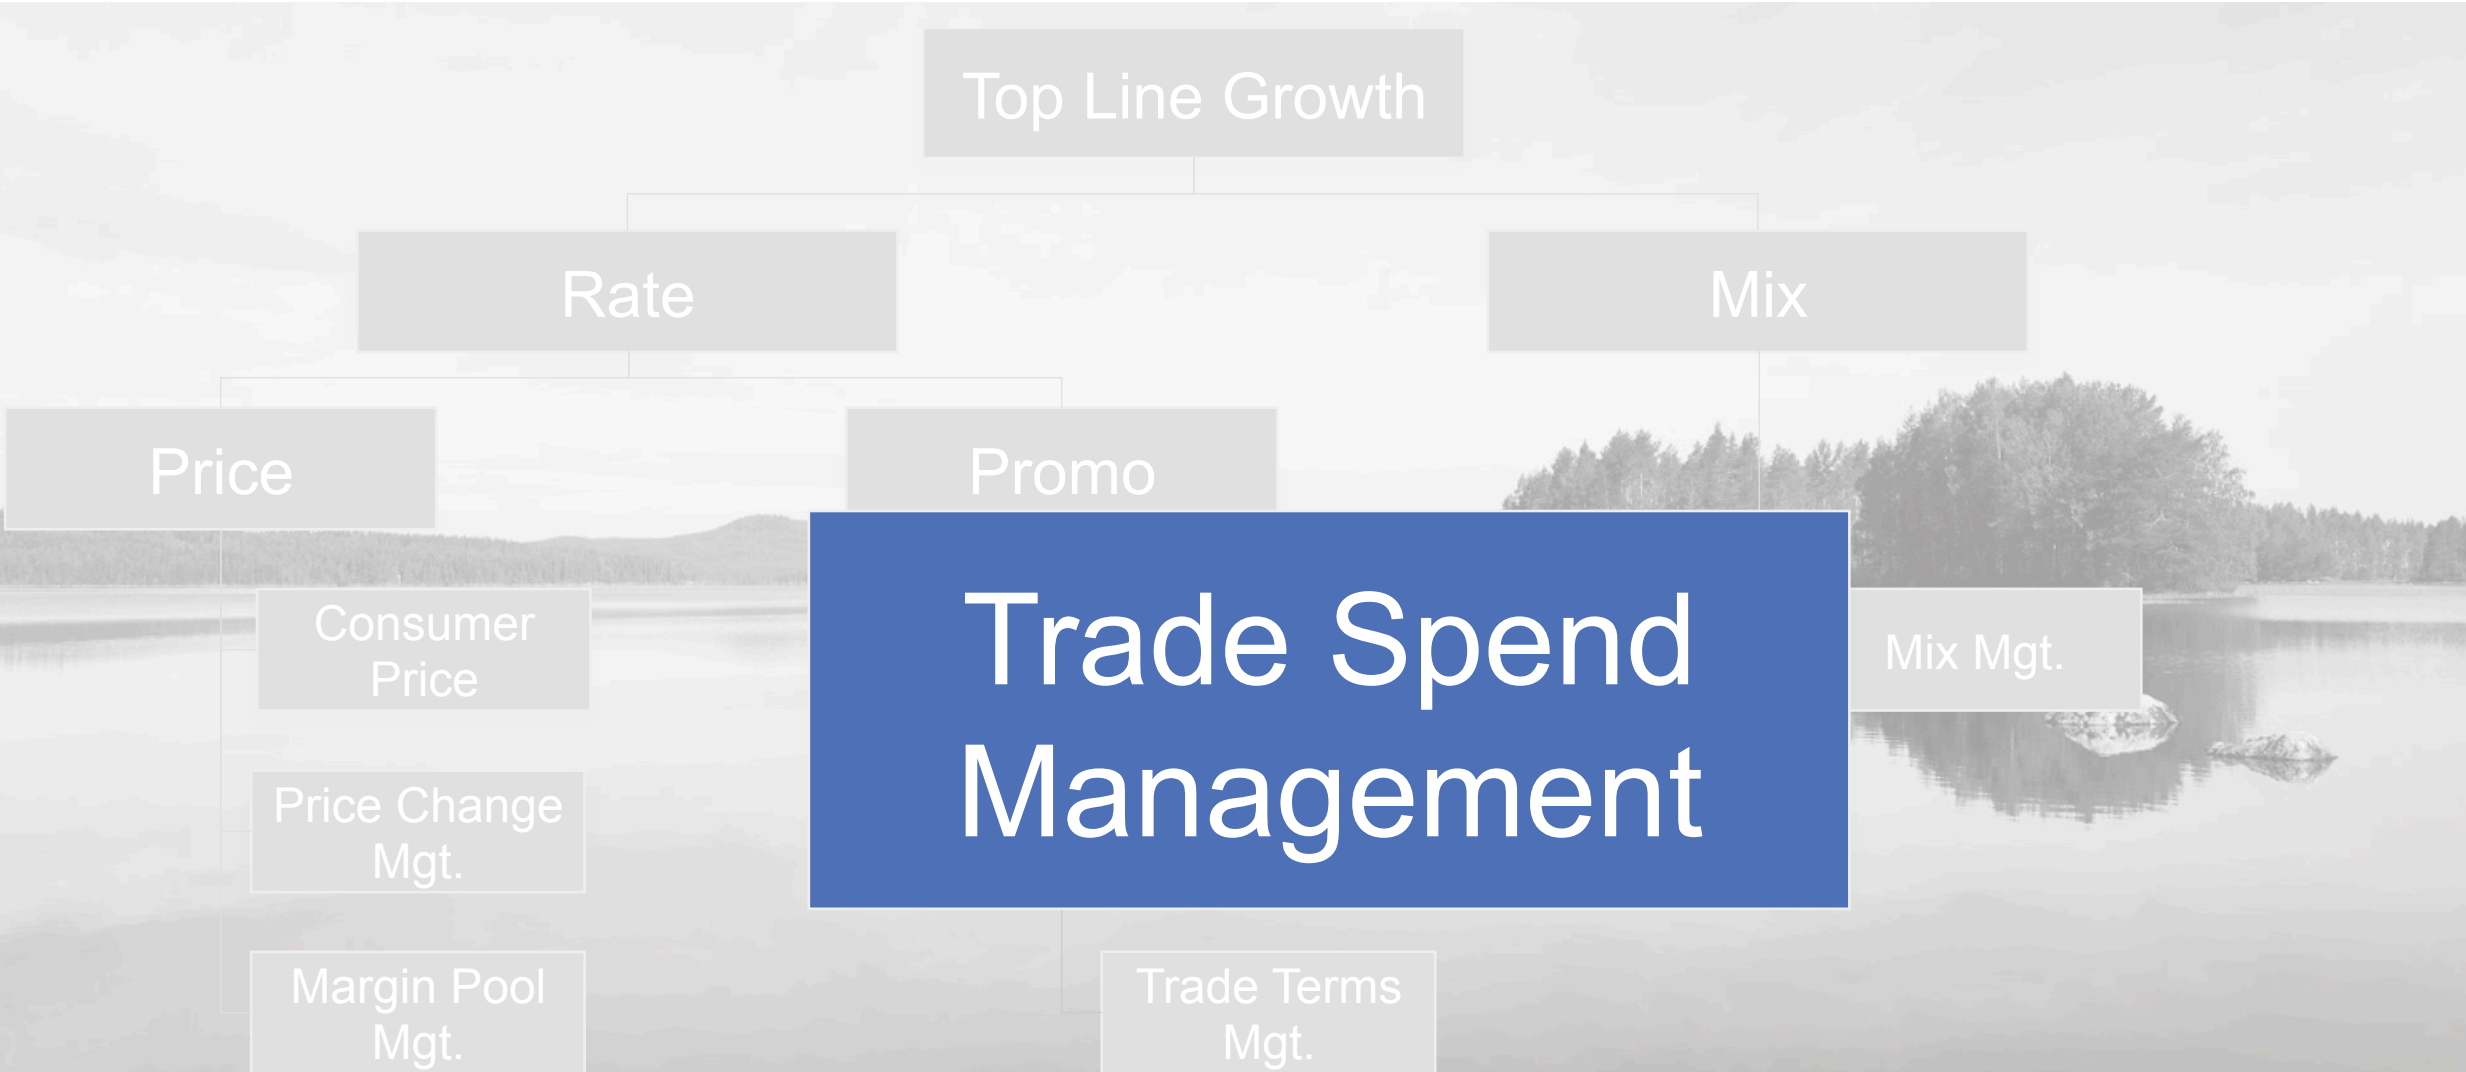 Top Line Growth
Rate
Mix
Price
Promo
Consumer
Price
Trade Spend
Management
Mix Mgt.
Price Change
Mgt.
Margin Pool
Mgt.
Trade Terms
Mgt.